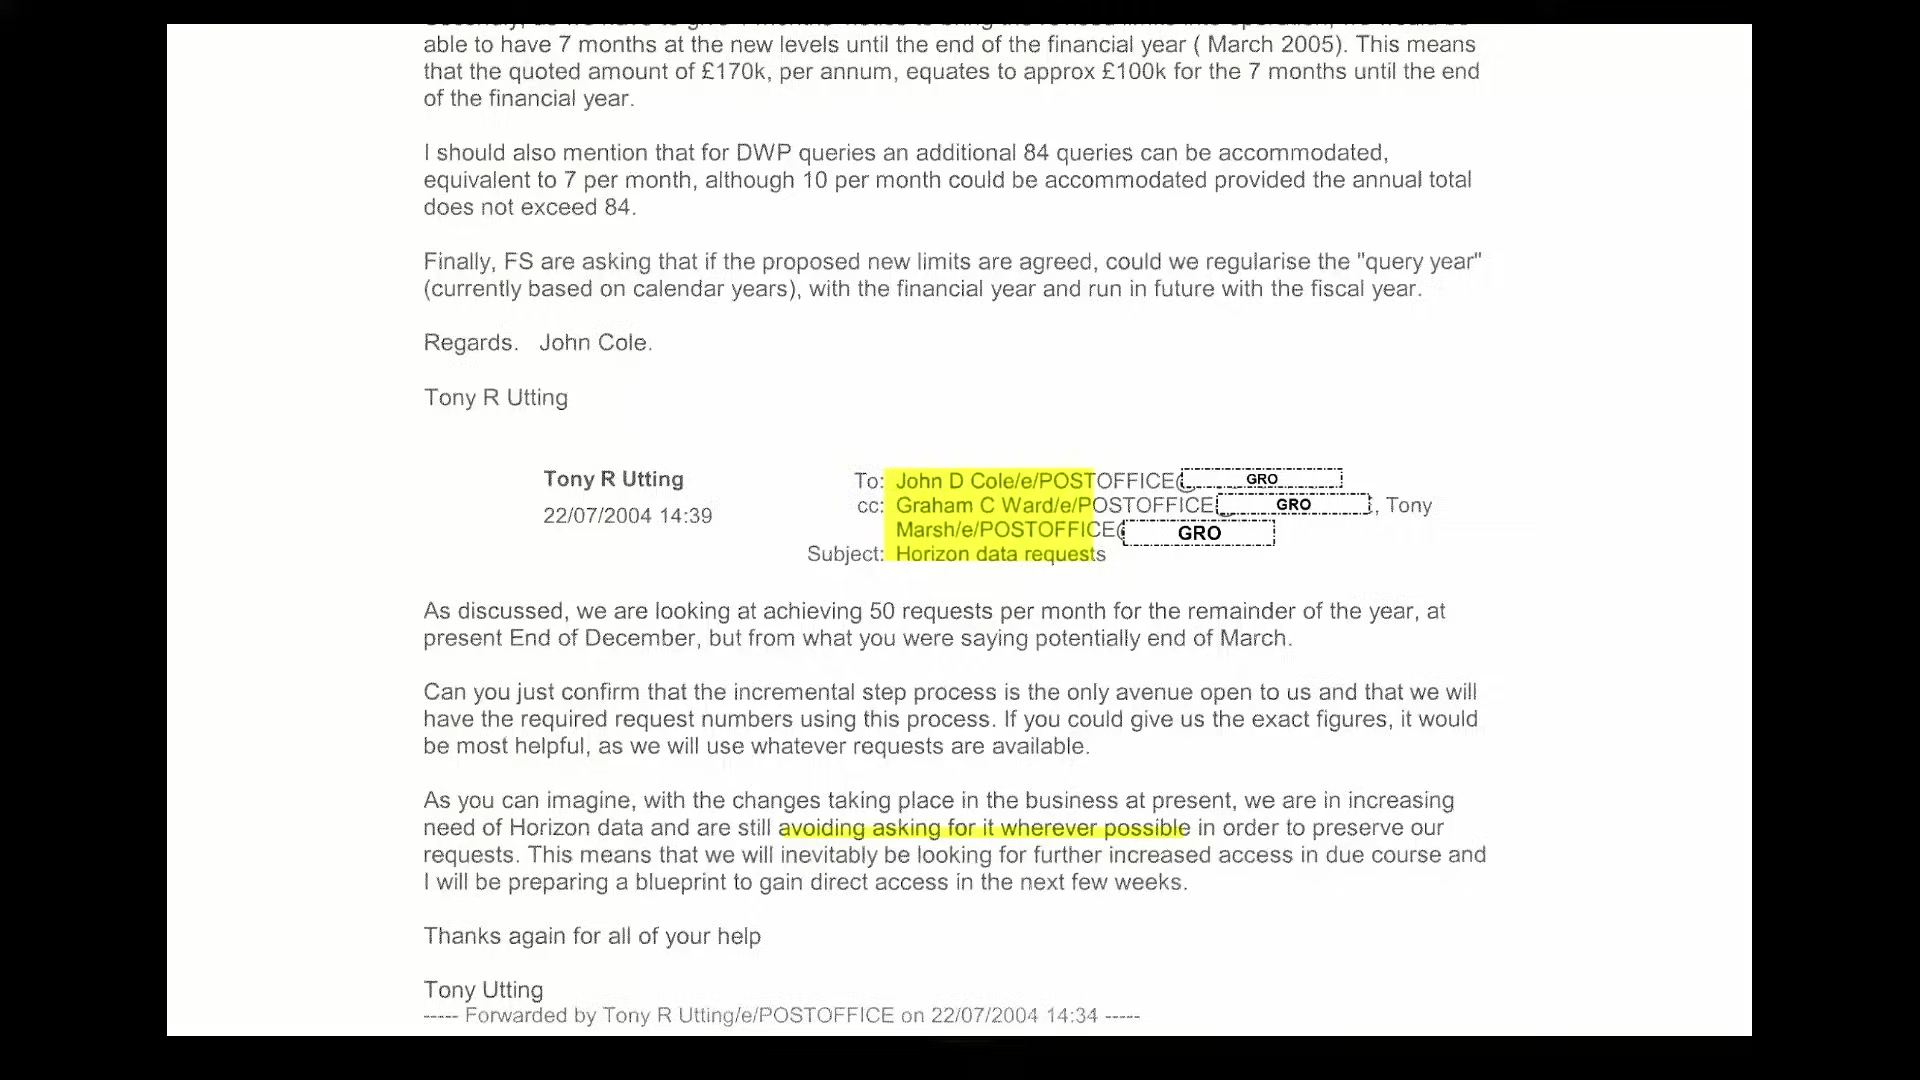 able to have 7 months at the new levels until the end of the financial year ( March 2005). This means
that the quoted amount of £170k, per annum, equates to approx £100k for the 7 months until the end
of the financial year.
I should also mention that for DWP queries an additional 84 queries can be accommodated,
equivalent to 7 per month, although 10 per month could be accommodated provided the annual total
does not exceed 84.
Finally, FS are asking that if the proposed new limits are agreed, could we regularise the "query year"
(currently based on calendar years), with the financial year and run in future with the fiscal year.
Regards. John Cole.
Tony R Utting
Tony R Utting
22/07/2004 14:39
To: John D Cole/e/POSTOFFICE@ GRO
cc: Graham C Ward/e/POSTOFFICE GRO , Tony
Marsh/e/POSTOFFICE GRO
Subject: Horizon data requests
As discussed, we are looking at achieving 50 requests per month for the remainder of the year, at
present End of December, but from what you were saying potentially end of March.
Can you just confirm that the incremental step process is the only avenue open to us and that we will
have the required request numbers using this process. If you could give us the exact figures, it would
be most helpful, as we will use whatever requests are available.
As you can imagine, with the changes taking place in the business at present, we are in increasing
need of Horizon data and are still avoiding asking for it wherever possible in order to preserve our
requests. This means that we will inevitably be looking for further increased access in due course and
I will be preparing a blueprint to gain direct access in the next few weeks.
Thanks again for all of your help
Tony Utting
----- Forwarded by Tony R Utting/e/POSTOFFICE on 22/07/2004 14:34 -----